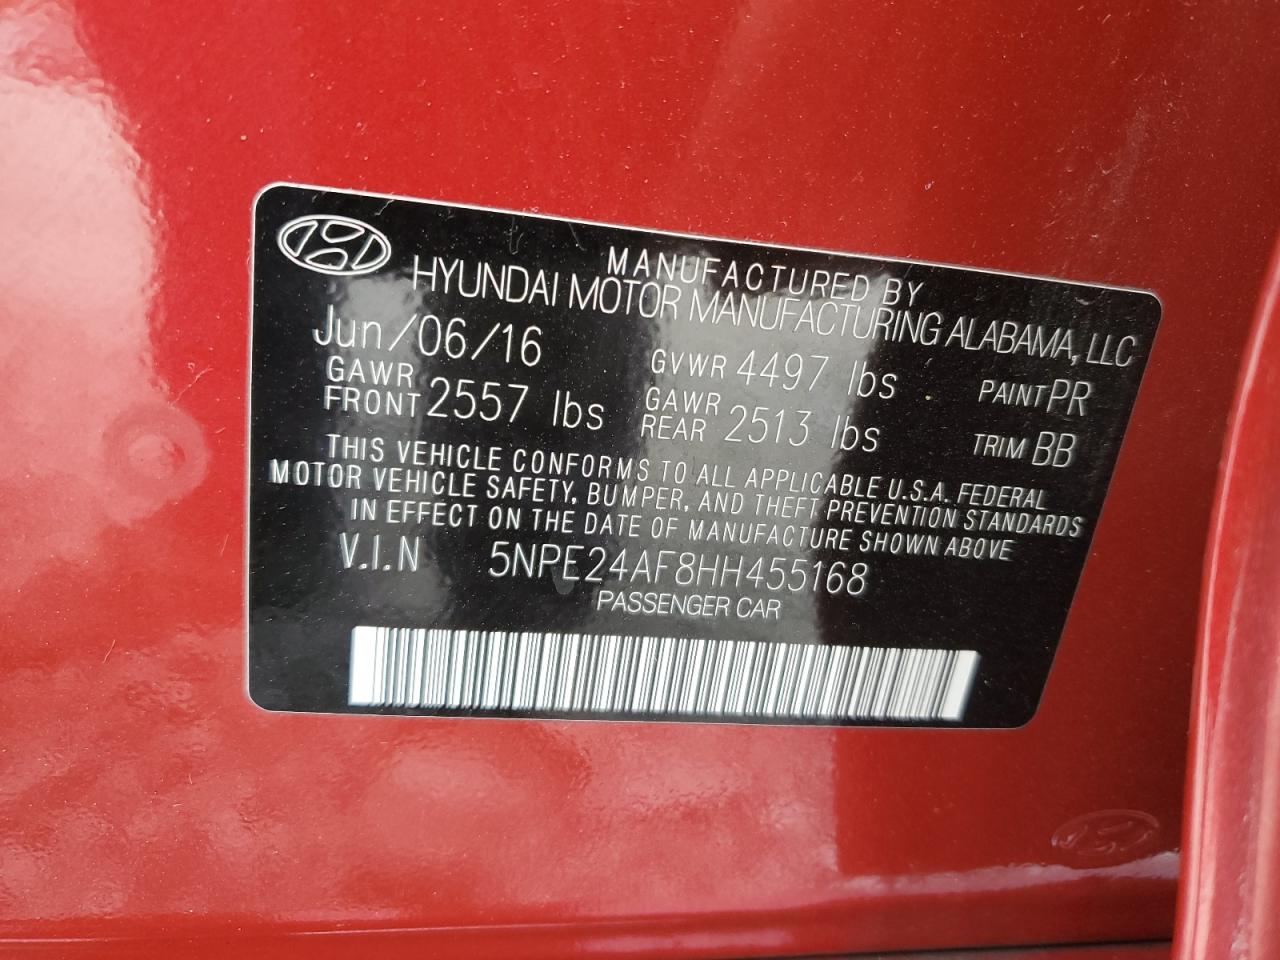 MANUFACTURED BY
HYUNDAI MOTOR MANUFACTURING ALABAMA, LLC
Jun/06/16 GVWR 4497 lbs PAINT PR
GAWR FRONT 2557 lbs GAWR REAR 2513 lbs TRIM BB
THIS VEHICLE CONFORMS TO ALL APPLICABLE U.S.A. FEDERAL
MOTOR VEHICLE SAFETY, BUMPER, AND THEFT PREVENTION STANDARDS
IN EFFECT ON THE DATE OF MANUFACTURE SHOWN ABOVE
V.I.N 5NPE24AF8HH455168
PASSENGER CAR